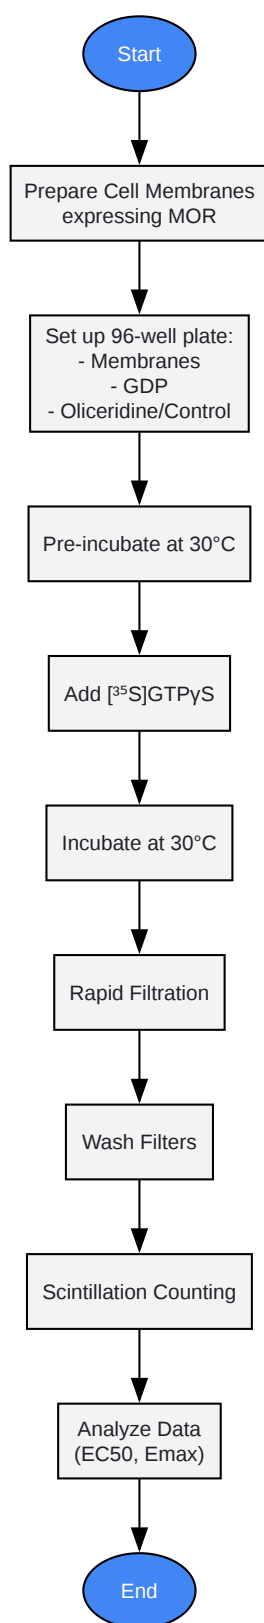 Start
Prepare Cell Membranes
expressing MOR
Set up 96-well plate:
- Membranes
- GDP
- Oliceridine/Control
Pre-incubate at 30°C
Add [³⁵S]GTPγS
Incubate at 30°C
Rapid Filtration
Wash Filters
Scintillation Counting
Analyze Data
(EC50, Emax)
End